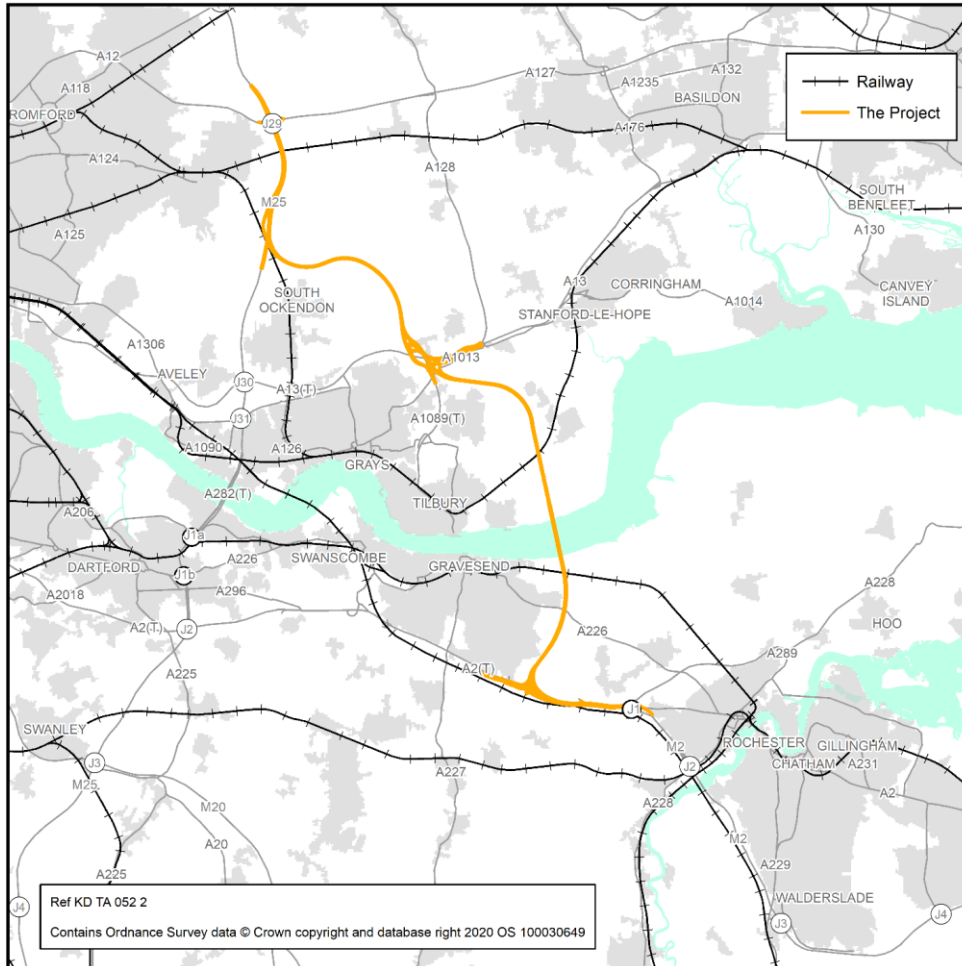 A12
A118
ROMFORD
A124
A125
J29
M25
A127
A1235
A132
BASILDON
A176
A128
Railway
The Project
SOUTH
BENFLEET
A130
CANVEY
ISLAND
SOUTH
OCKENDON
A13
CORRINGHAM
A1014
STANFORD-LE-HOPE
A1306
AVELEY
J30
A13(T)
J31
A1013
A1089(T)
A1090
A126
GRAYS
A282(T)
TILBURY
A206
J1a
DARTFORD
A226
SWANSCOMBE
GRAVESEND
J1b
A2018
A296
A2(T)
J2
A225
A226
A228
HOO
A289
A2(T)
J1
SWANLEY
J3
M25
M20
A20
A225
J4
A227
M2
J2
ROCHESTER
CHATHAM
GILLINGHAM
A231
A2
A228
M2
A229
WALDERSLADE
J3
J4
Ref KD TA 052 2
Contains Ordnance Survey data © Crown copyright and database right 2020 OS 100030649